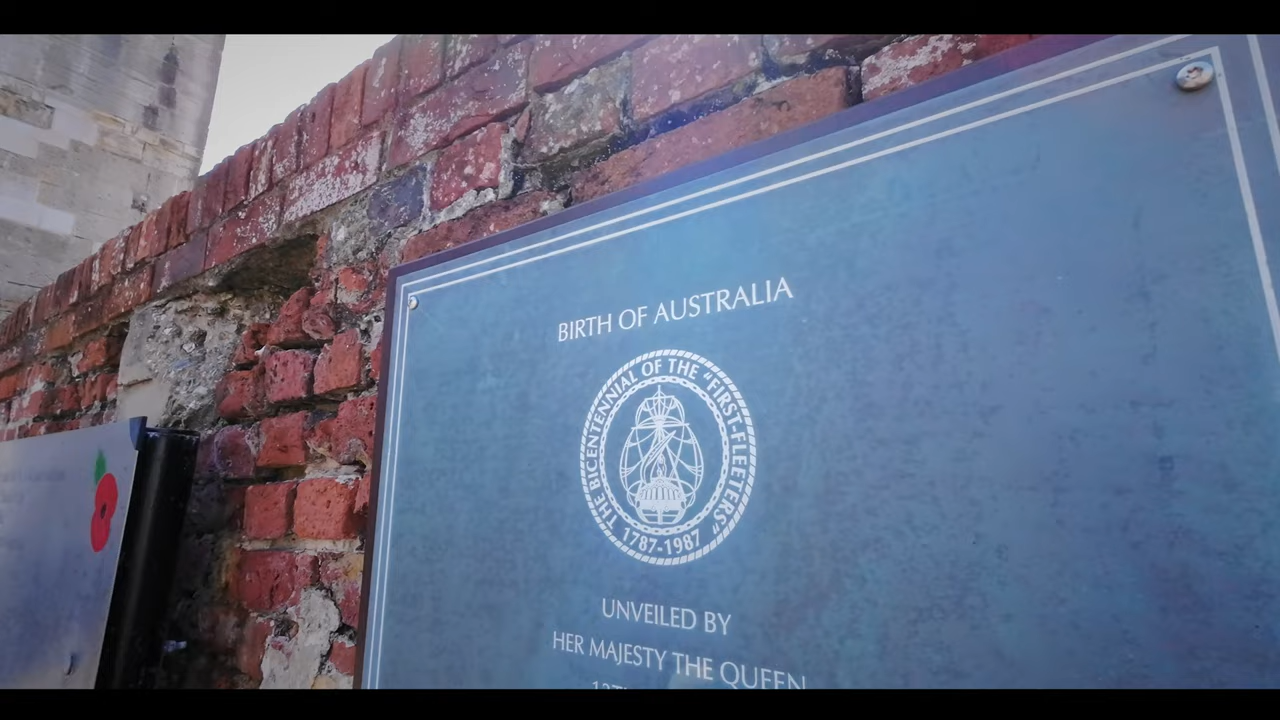 BIRTH OF AUSTRALIA
THE BICENTENNIAL OF THE "FIRST-FLEETERS"
1787-1987
UNVEILED BY
HER MAJESTY THE QUEEN